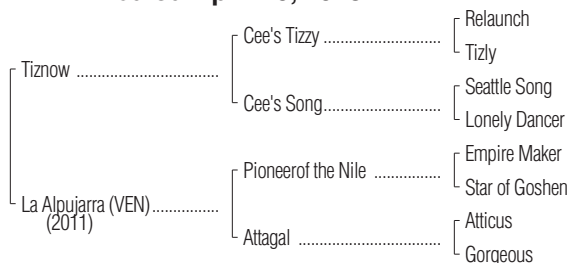 Relaunch
Cee's Tizzy
Tizly
Tiznow
Seattle Song
Cee's Song
Lonely Dancer
Empire Maker
Pioneerof the Nile
Star of Goshen
La Alpujarra (VEN)
(2011)
Atticus
Attagal
Gorgeous